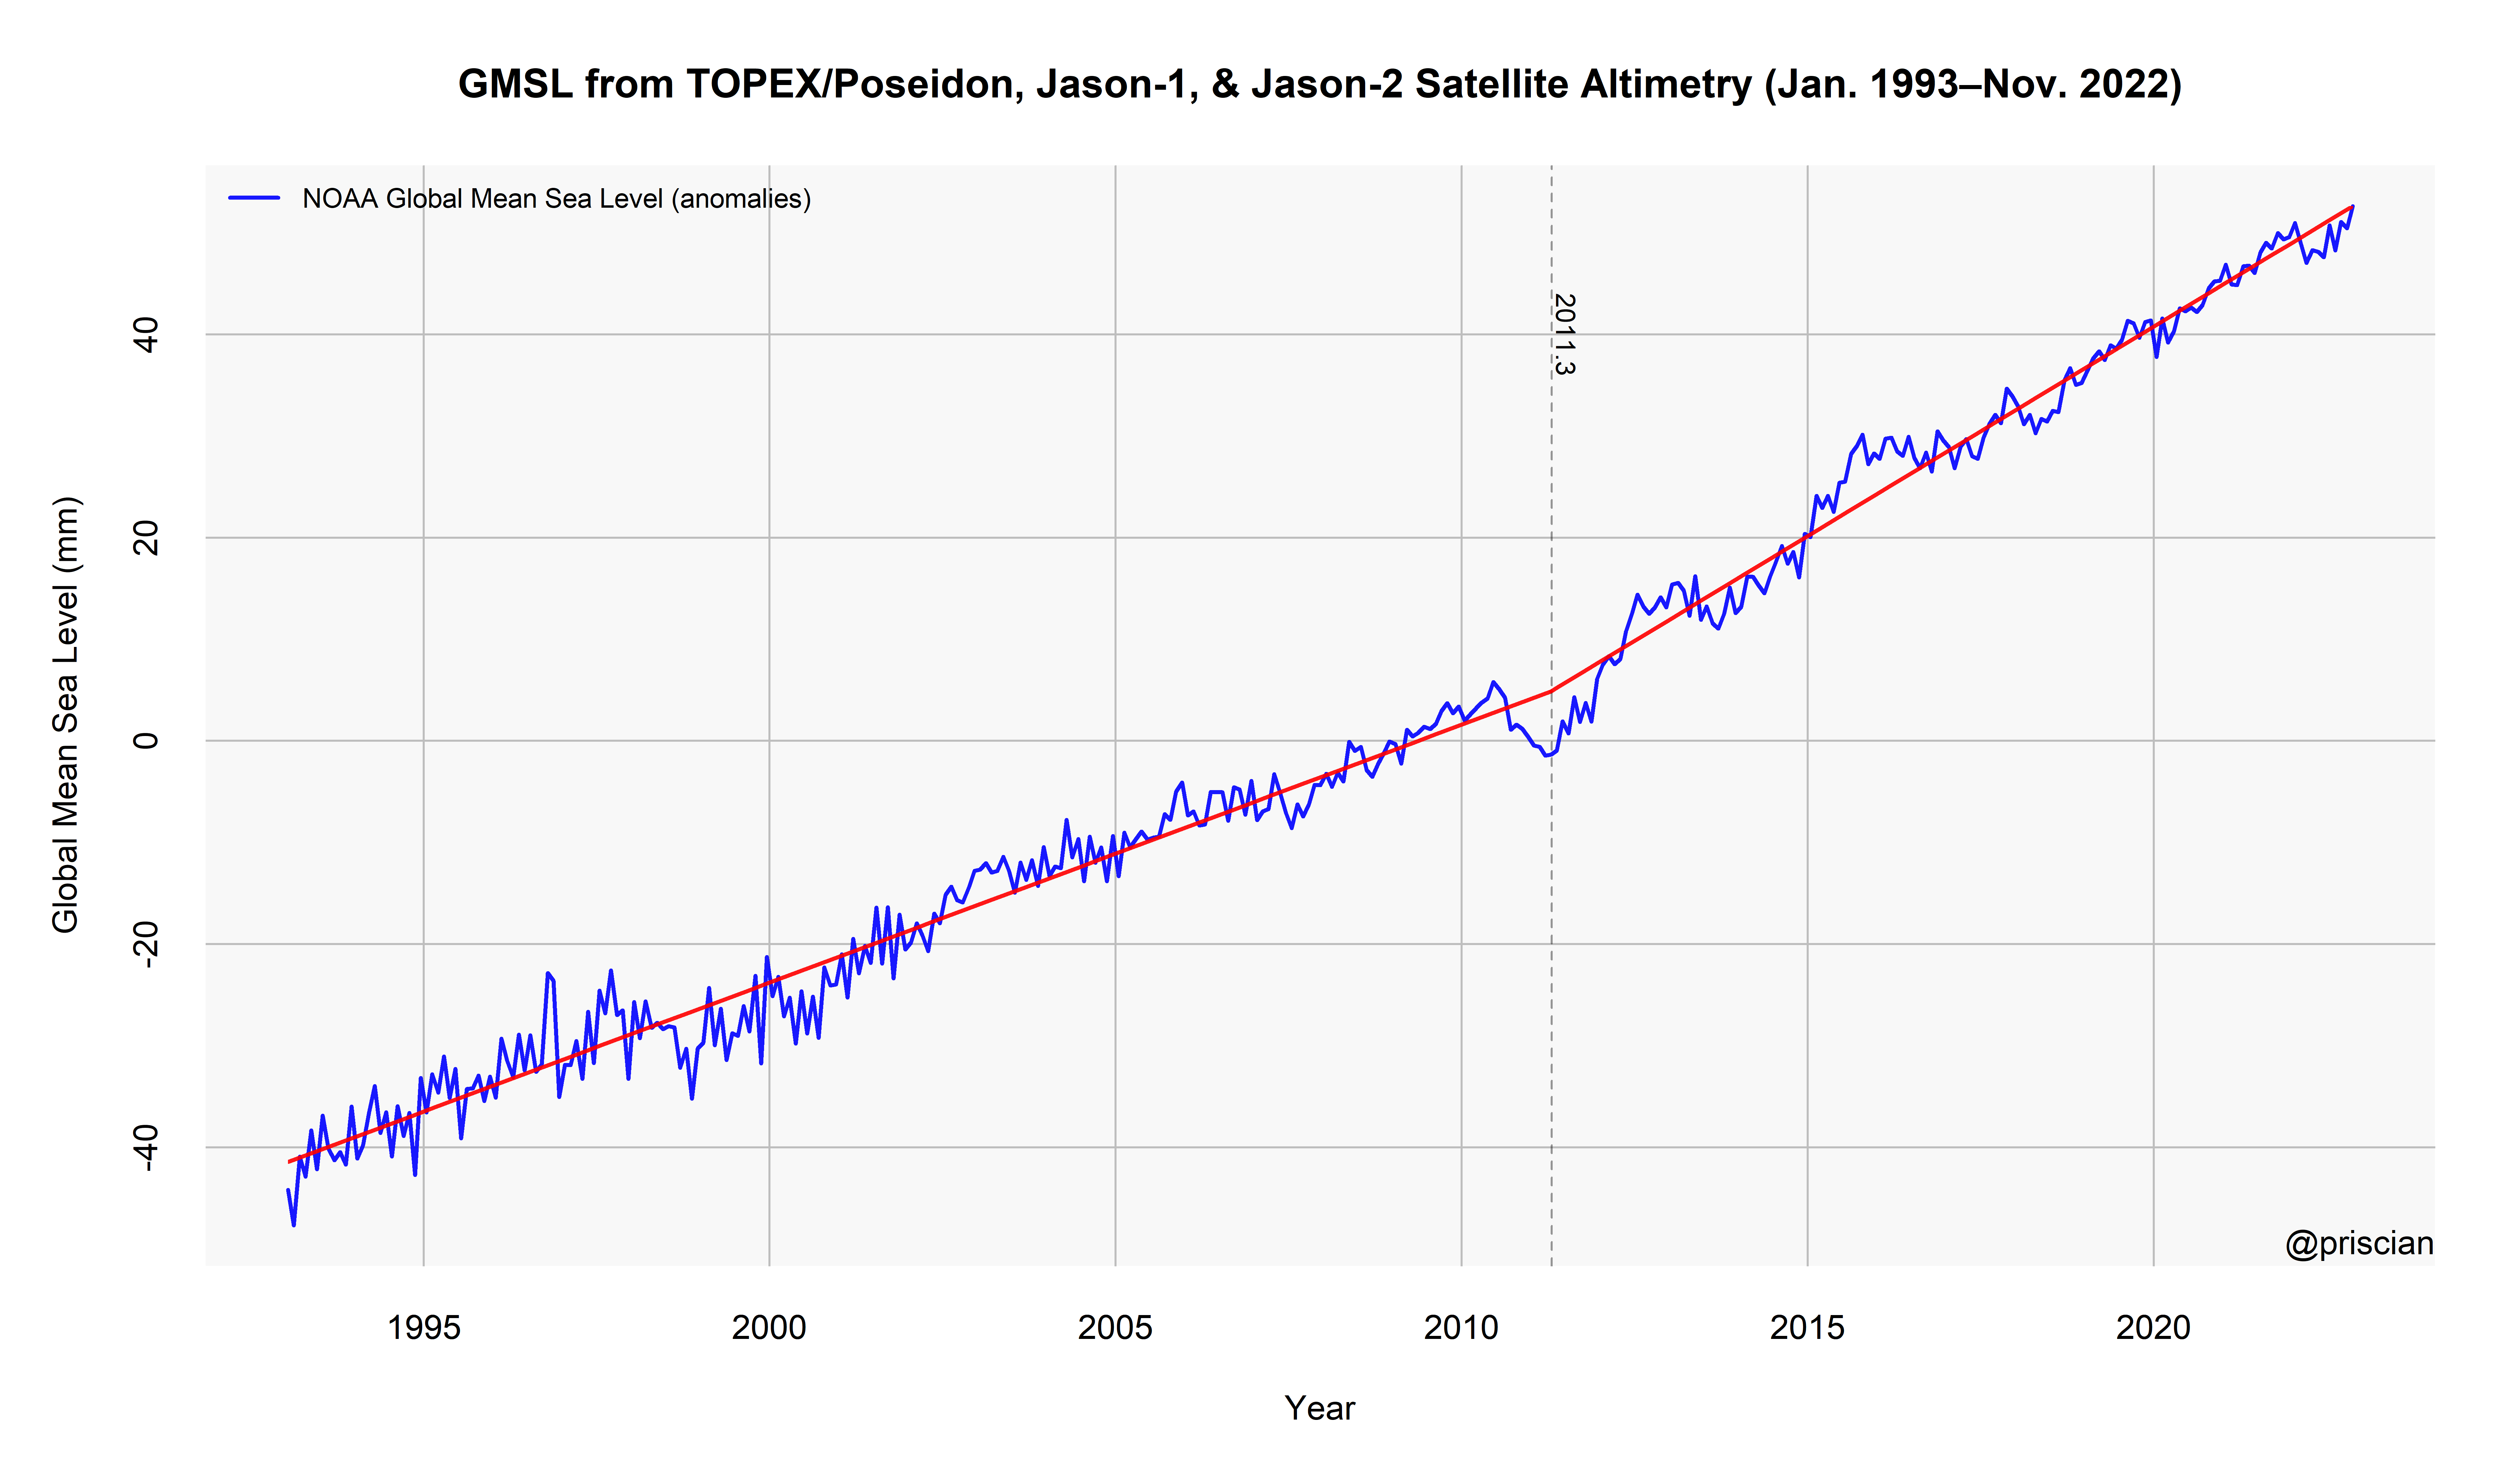 GMSL from TOPEX/Poseidon, Jason-1, & Jason-2 Satellite Altimetry (Jan. 1993–Nov. 2022)
NOAA Global Mean Sea Level (anomalies)
2011.3
Global Mean Sea Level (mm)
40
20
0
-20
-40
@priscian
1995 2000 2005 2010 2015 2020
Year